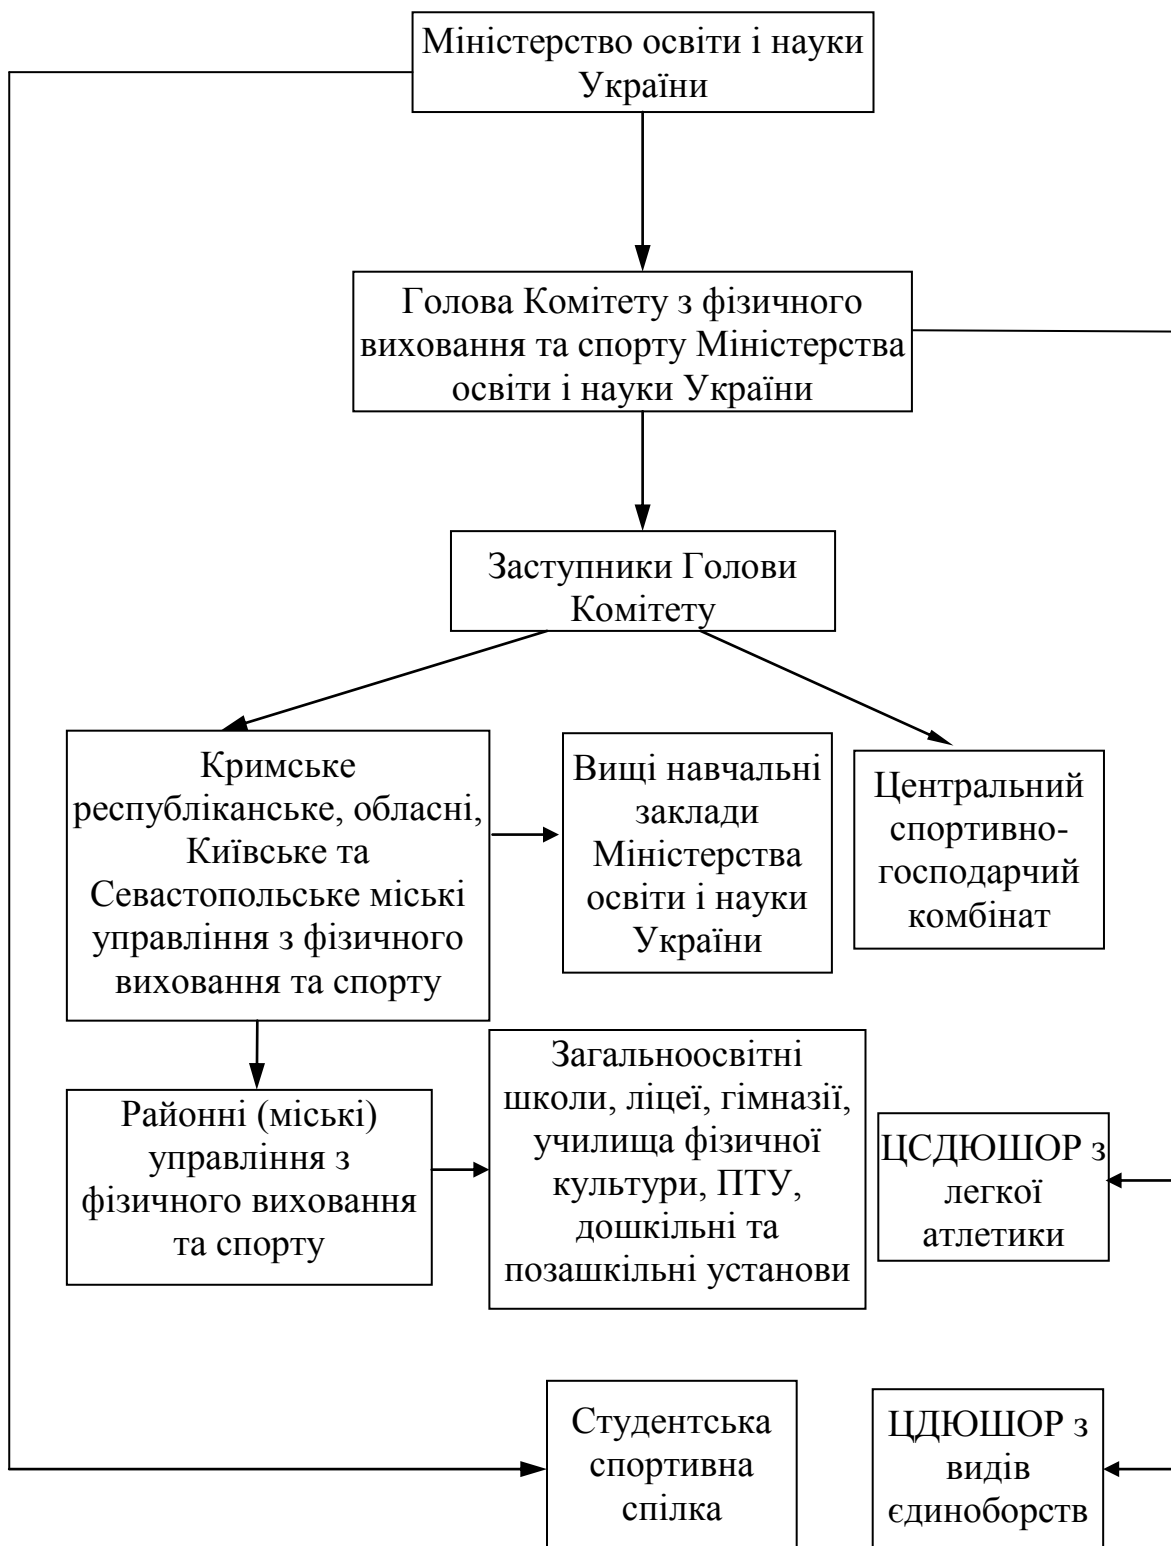 Міністерство освіти і науки
України
Голова Комітету з фізичного
виховання та спорту Міністерства
освіти і науки України
Заступники Голови
Комітету
Кримське
республіканське, обласні,
Київське та
Севастопольське міські
управління з фізичного
виховання та спорту
Вищі навчальні
заклади
Міністерства
освіти і науки
України
Центральний
спортивно-
господарчий
комбінат
Районні (міські)
управління з
фізичного виховання
та спорту
Загальноосвітні
школи, ліцеї, гімназії,
училища фізичної
культури, ПТУ,
дошкільні та
позашкільні установи
ЦСДЮШОР з
легкої
атлетики
Студентська
спортивна
спілка
ЦДЮШОР з
видів
єдиноборств